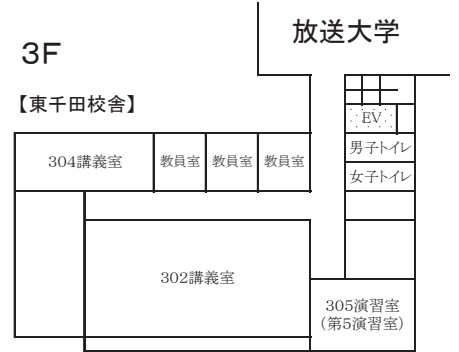 放送大学
3F
【東千田校舎】
EV
304講義室
教員室
教員室
教員室
男子トイレ
女子トイレ
302講義室
305演習室
(第5演習室)